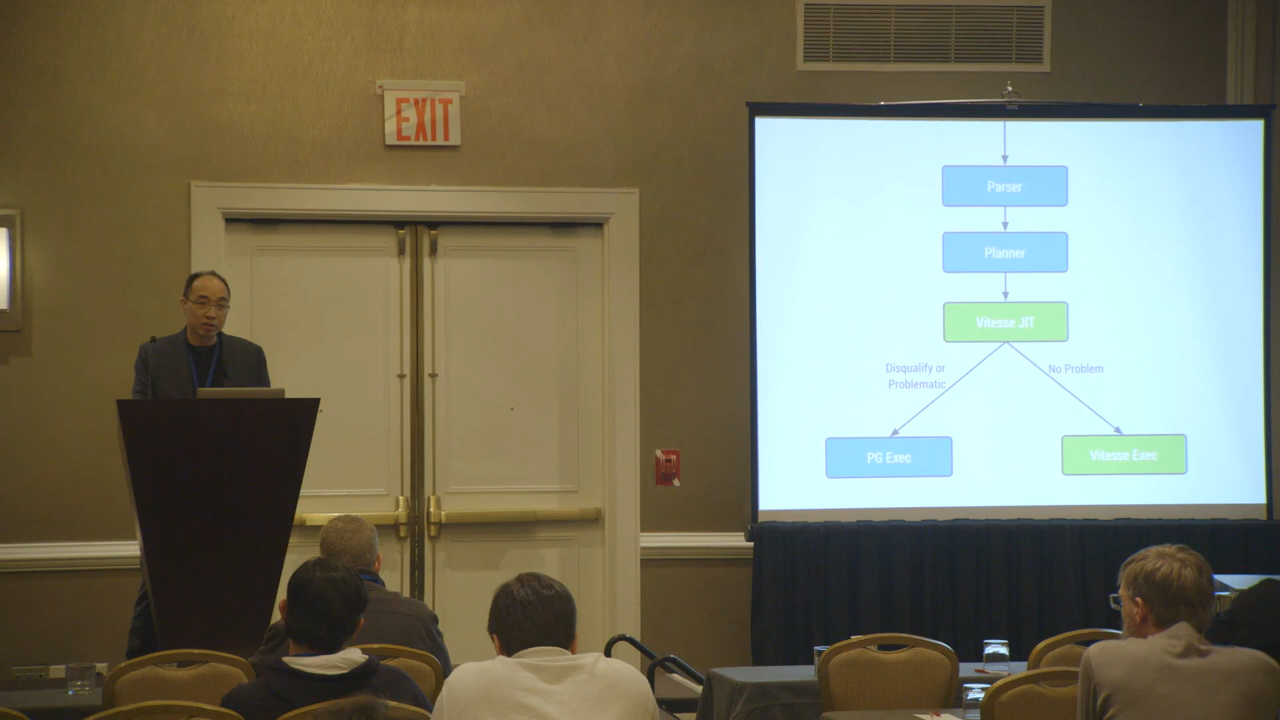 EXIT
Parser
Planner
Vitesse JIT
Disqualify or
Problematic
No Problem
PG Exec
Vitesse Exec